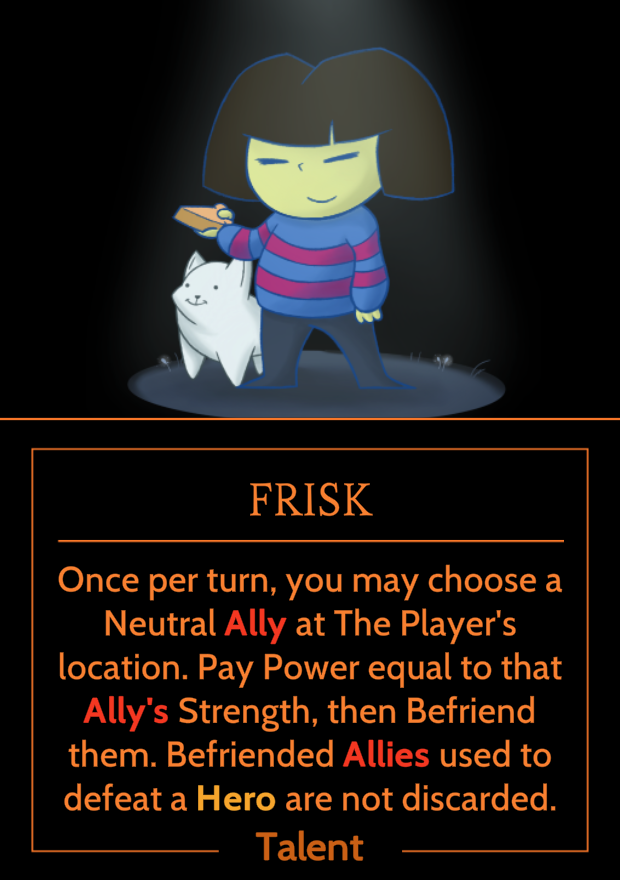 FRISK
Once per turn, you may choose a
Neutral Ally at The Player's
location. Pay Power equal to that
Ally's Strength, then Befriend
them. Befriended Allies used to
defeat a Hero are not discarded.
Talent